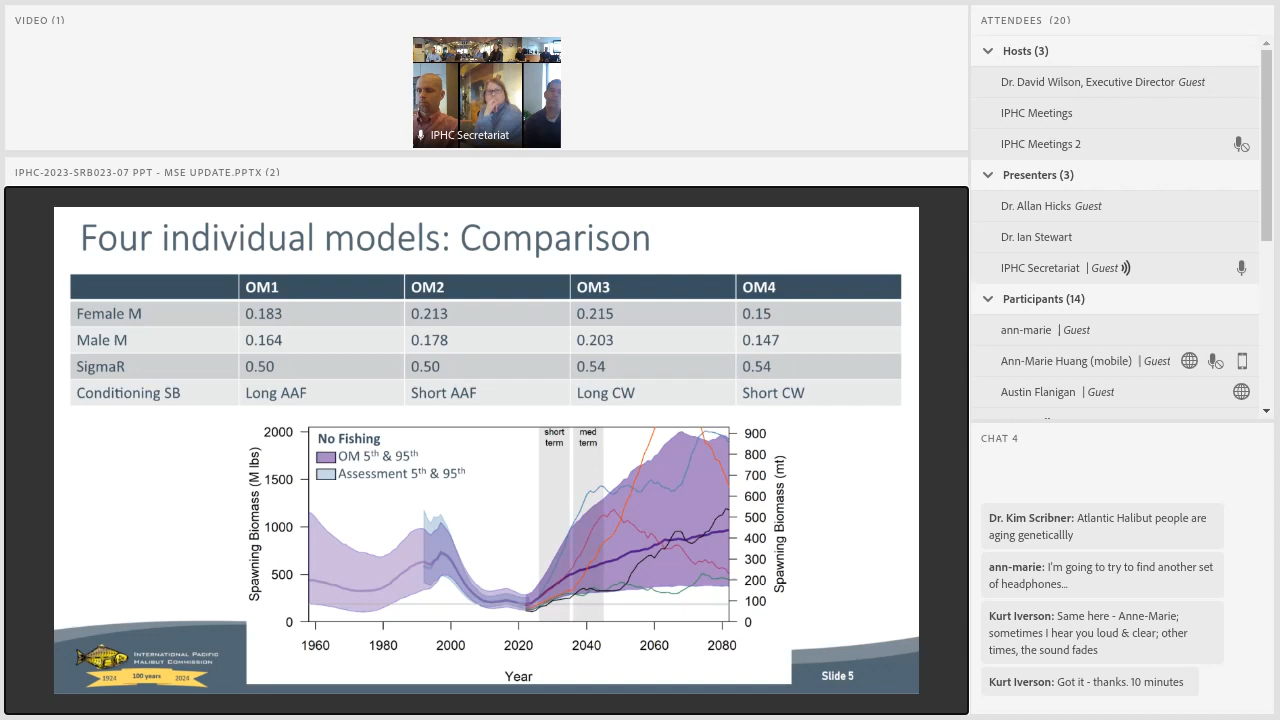 VIDEO (1)
IPHC Secretariat
IPHC-2023-SRB023-07 PPT - MSE UPDATE.PPTX (2)
Four individual models: Comparison
OM1 OM2 OM3 OM4
Female M 0.183 0.213 0.215 0.15
Male M 0.164 0.178 0.203 0.147
SigmaR 0.50 0.50 0.54 0.54
Conditioning SB Long AAF Short AAF Long CW Short CW
No Fishing
OM 5th & 95th
Assessment 5th & 95th
short term
med term
Spawning Biomass (M lbs)
2000
1500
1000
500
0
900
800
700
600
500
400
300
200
100
0
Spawning Biomass (mt)
1960 1980 2000 2020 2040 2060 2080
Year
INTERNATIONAL PACIFIC
HALIBUT COMMISSION
1924 100 years 2024
Slide 5
ATTENDEES (20)
Hosts (3)
Dr. David Wilson, Executive Director Guest
IPHC Meetings
IPHC Meetings 2
Presenters (3)
Dr. Allan Hicks Guest
Dr. Ian Stewart
IPHC Secretariat | Guest
Participants (14)
ann-marie | Guest
Ann-Marie Huang (mobile) | Guest
Austin Flanigan | Guest
CHAT 4
Dr. Kim Scribner: Atlantic Halibut people are
aging geneticallly
ann-marie: I'm going to try to find another set
of headphones...
Kurt Iverson: Same here - Anne-Marie;
sometimes I hear you loud & clear; other
times, the sound fades
Kurt Iverson: Got it - thanks. 10 minutes